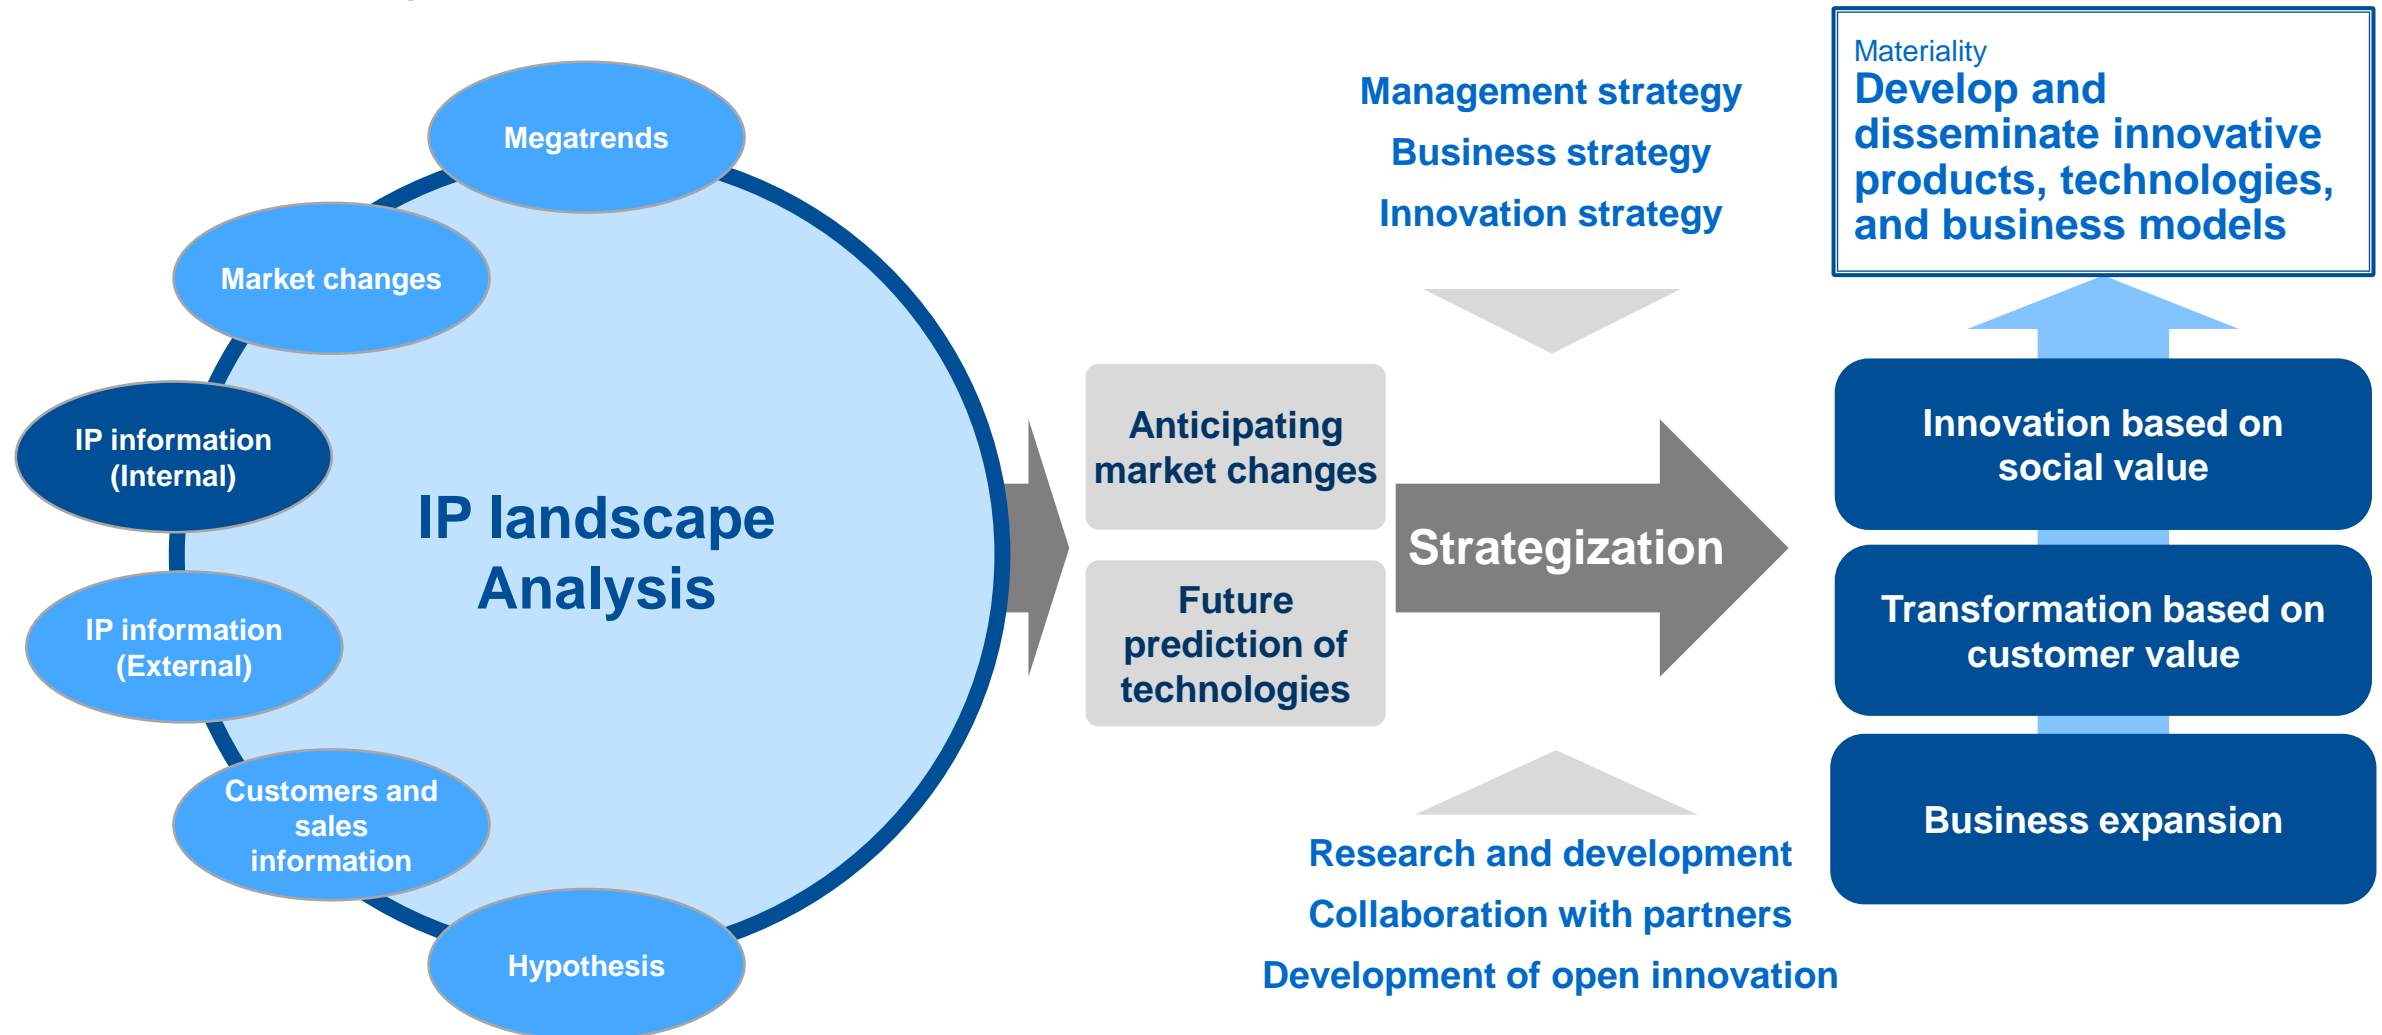 Megatrends
Market changes
IP information
(Internal)
IP information
(External)
Customers and
sales
information
Hypothesis
IP landscape
Analysis
Anticipating
market changes
Future
prediction of
technologies
Management strategy
Business strategy
Innovation strategy
Strategization
Research and development
Collaboration with partners
Development of open innovation
Materiality
Develop and
disseminate innovative
products, technologies,
and business models
Innovation based on
social value
Transformation based on
customer value
Business expansion